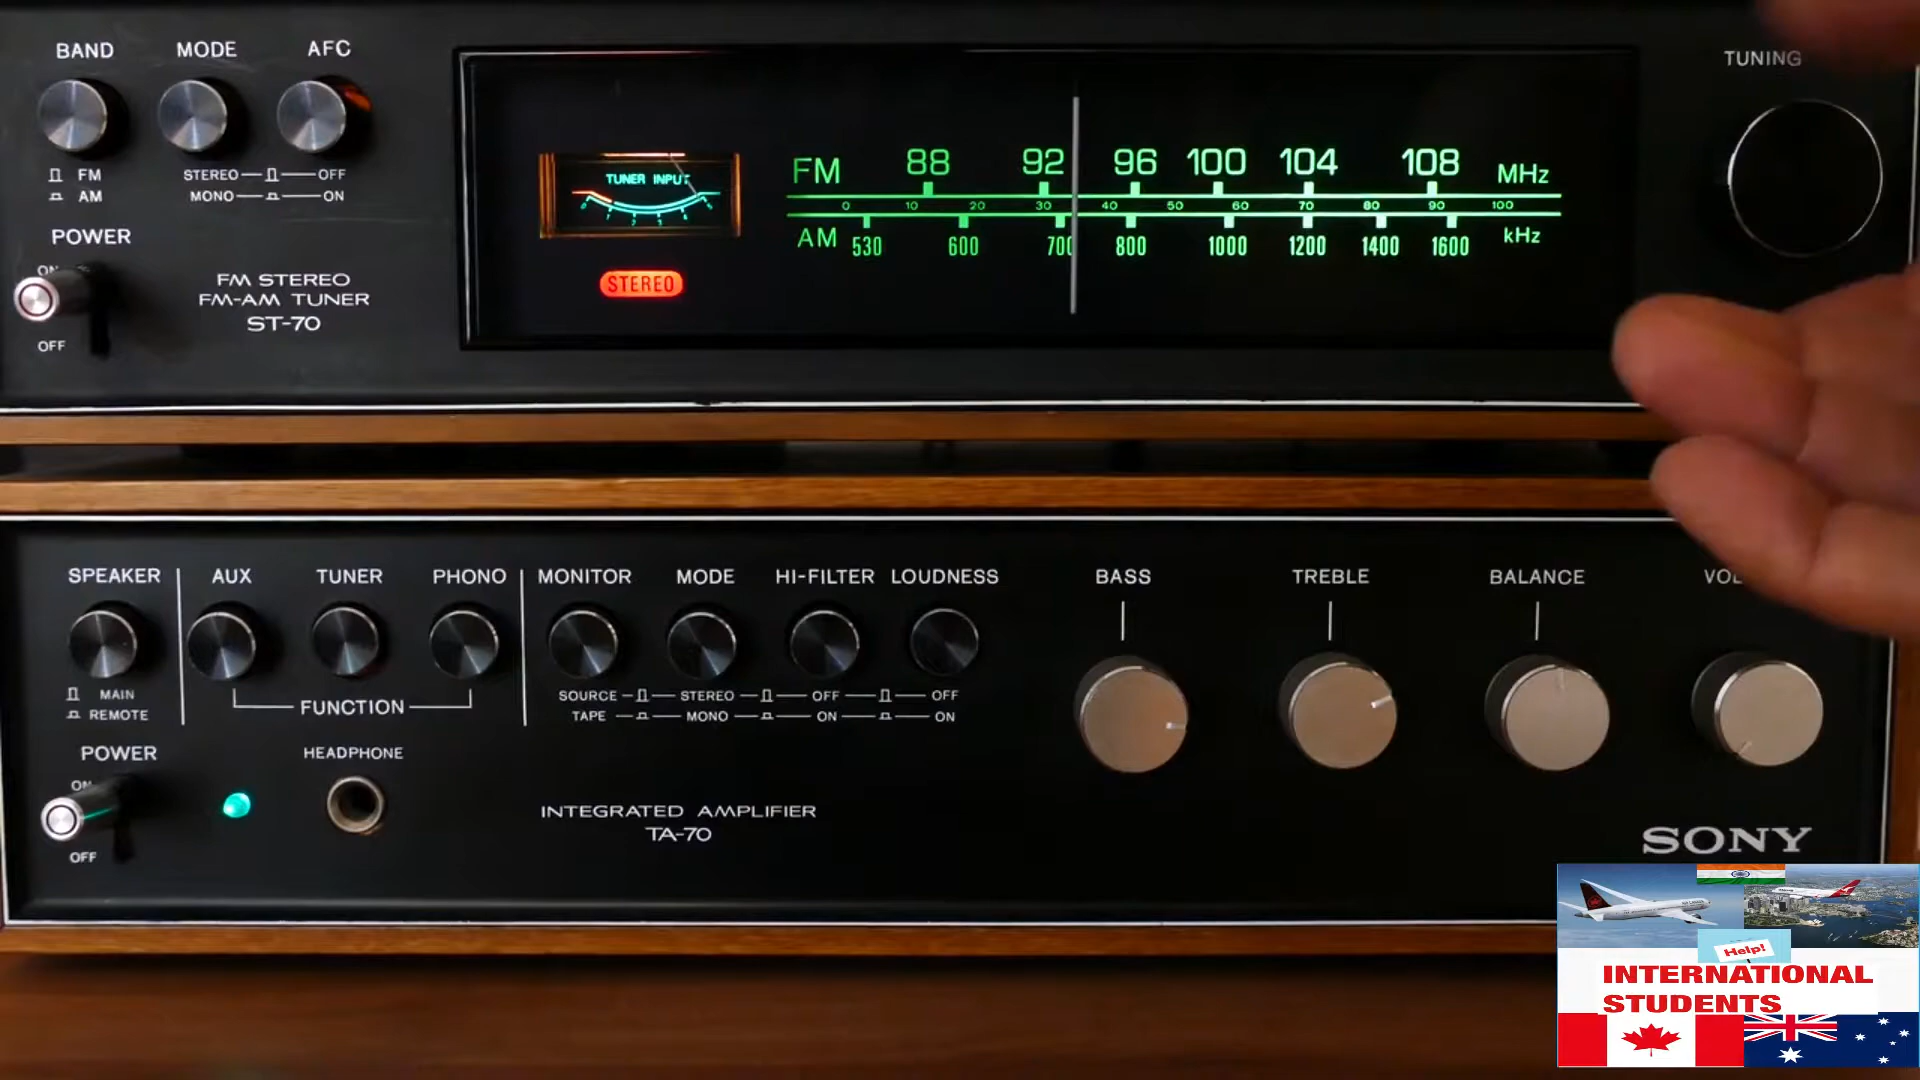 BAND MODE AFC
TUNING
FM 88 92 96 100 104 108 MHz
TUNER INPUT
FM STEREO OFF
AM MONO ON
0 10 20 30 40 50 60 70 80 90 100
AM 530 600 700 800 1000 1200 1400 1600 kHz
POWER
ON
OFF
FM STEREO
FM-AM TUNER
ST-70
STEREO
SPEAKER AUX TUNER PHONO MONITOR MODE HI-FILTER LOUDNESS BASS TREBLE BALANCE
MAIN SOURCE STEREO OFF OFF
REMOTE FUNCTION TAPE MONO ON ON
POWER HEADPHONE
ON
OFF
INTEGRATED AMPLIFIER
TA-70
SONY
Help!
INTERNATIONAL
STUDENTS